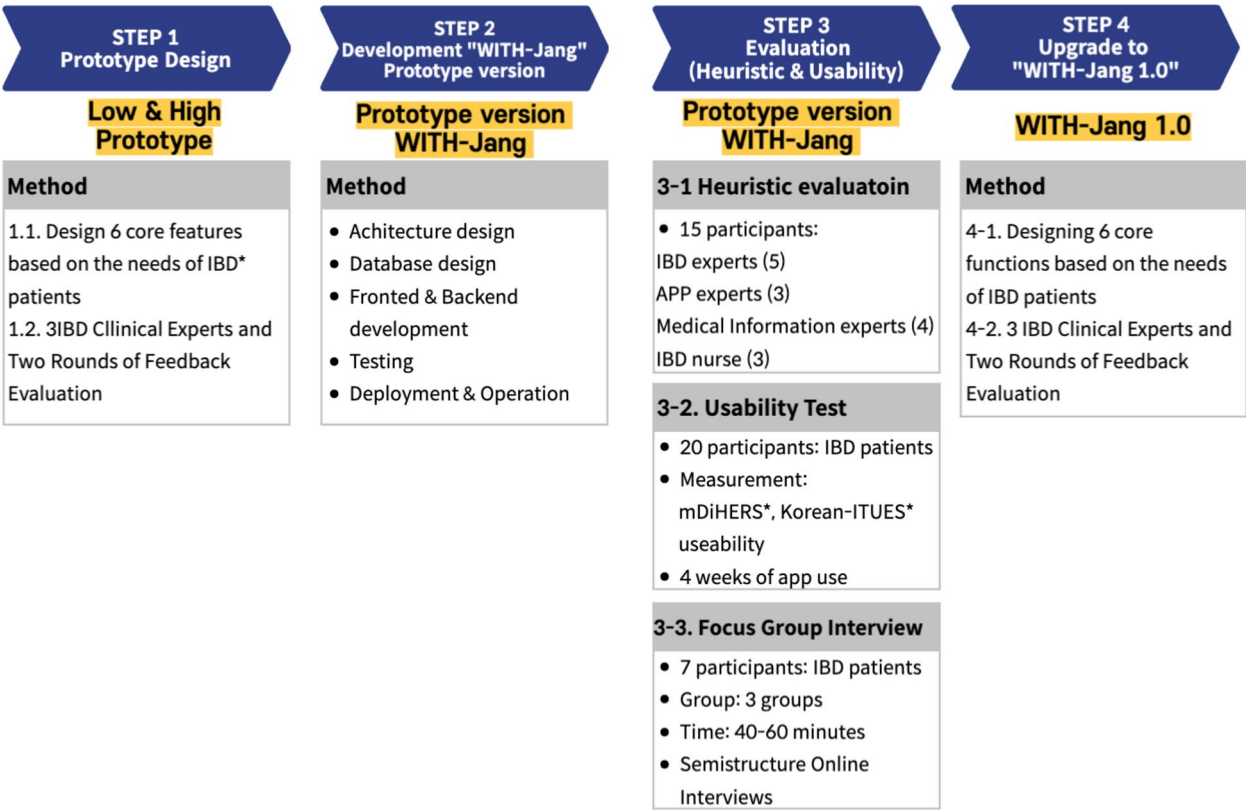 STEP 1
Prototype Design
Low & High
Prototype
Method
1.1. Design 6 core features
based on the needs of IBD*
patients
1.2. 3IBD Cllinical Experts and
Two Rounds of Feedback
Evaluation
STEP 2
Development "WITH-Jang"
Prototype version
Prototype version
WITH-Jang
Method
• Achitecture design
• Database design
• Fronted & Backend
development
• Testing
• Deployment & Operation
STEP 3
Evaluation
(Heuristic & Usability)
Prototype version
WITH-Jang
3-1 Heuristic evaluatoin
• 15 participants:
IBD experts (5)
APP experts (3)
Medical Information experts (4)
IBD nurse (3)
3-2. Usability Test
• 20 participants: IBD patients
• Measurement:
mDiHERS*, Korean-ITUES*
useability
• 4 weeks of app use
3-3. Focus Group Interview
• 7 participants: IBD patients
• Group: 3 groups
• Time: 40-60 minutes
• Semistructure Online
Interviews
STEP 4
Upgrade to
"WITH-Jang 1.0"
WITH-Jang 1.0
Method
4-1. Designing 6 core
functions based on the needs
of IBD patients
4-2. 3 IBD Clinical Experts and
Two Rounds of Feedback
Evaluation